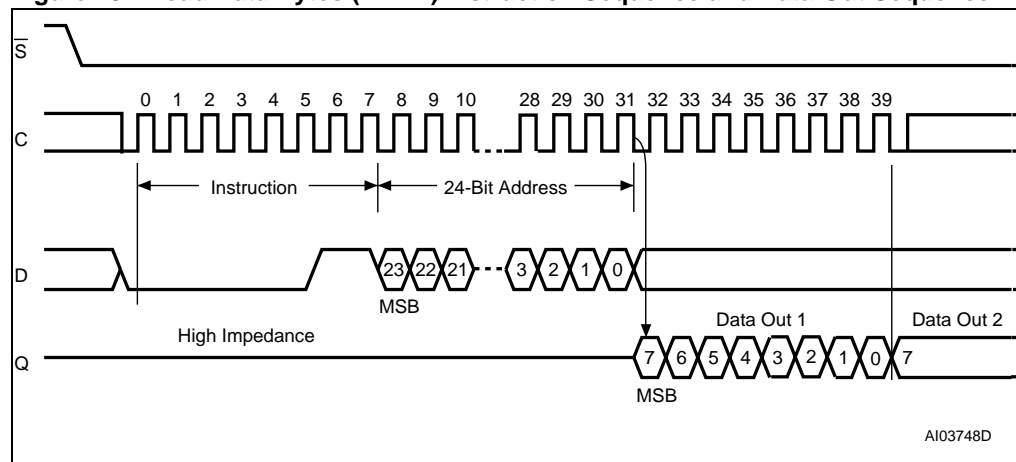 S
0 1 2 3 4 5 6 7 8 9 10 28 29 30 31 32 33 34 35 36 37 38 39
C
Instruction 24-Bit Address
D
23 22 21 3 2 1 0
MSB
High Impedance
Data Out 1 Data Out 2
Q
7 6 5 4 3 2 1 0 7
MSB
AI03748D